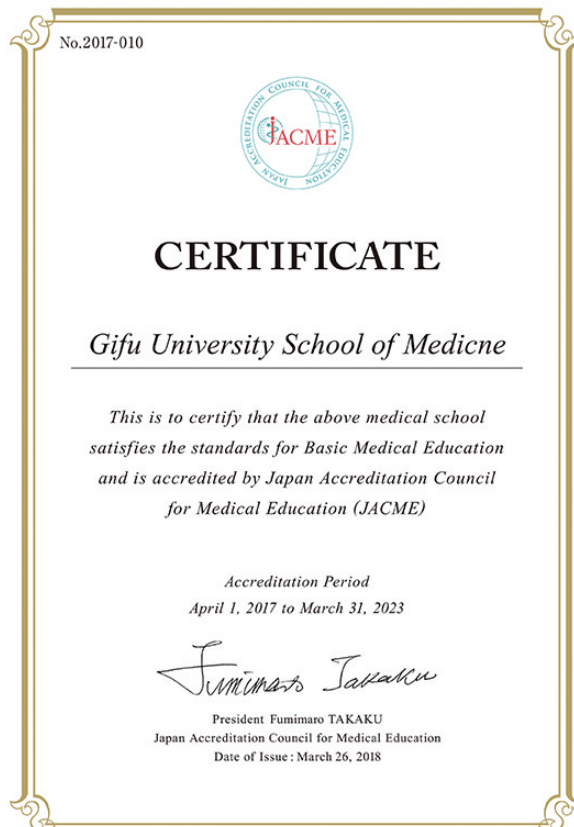 No.2017-010
JAPAN ACCREDITATION COUNCIL FOR MEDICAL EDUCATION
JACME
CERTIFICATE
Gifu University School of Medicne
This is to certify that the above medical school
satisfies the standards for Basic Medical Education
and is accredited by Japan Accreditation Council
for Medical Education (JACME)
Accreditation Period
April 1, 2017 to March 31, 2023
Fumimaro Takaku
President Fumimaro TAKAKU
Japan Accreditation Council for Medical Education
Date of Issue : March 26, 2018